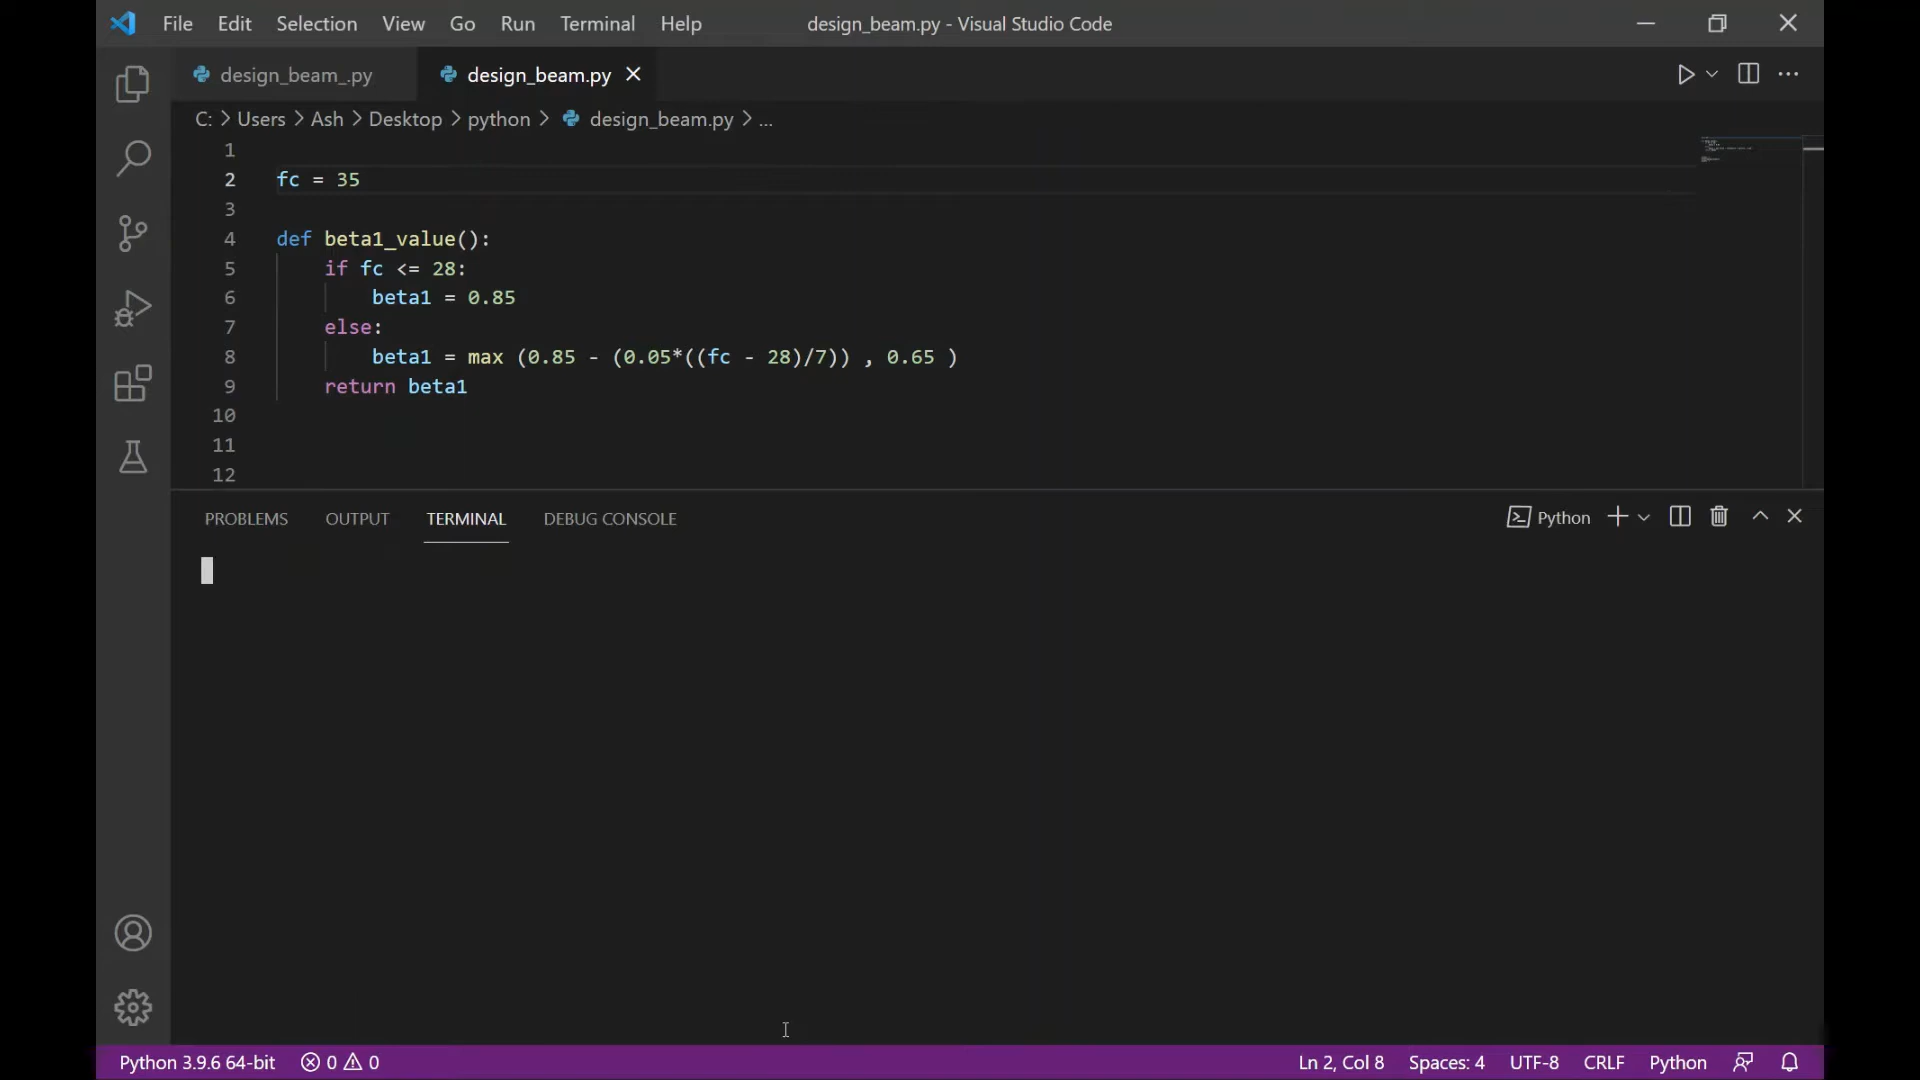 File Edit Selection View Go Run Terminal Help design_beam.py - Visual Studio Code
design_beam_.py design_beam.py
C: > Users > Ash > Desktop > python > design_beam.py > ...
1
2 fc = 35
3
4 def beta1_value():
5     if fc <= 28:
6         beta1 = 0.85
7     else:
8         beta1 = max (0.85 - (0.05*((fc - 28)/7)) , 0.65 )
9     return beta1
10
11
12
PROBLEMS OUTPUT TERMINAL DEBUG CONSOLE Python
Python 3.9.6 64-bit 0 0 Ln 2, Col 8 Spaces: 4 UTF-8 CRLF Python